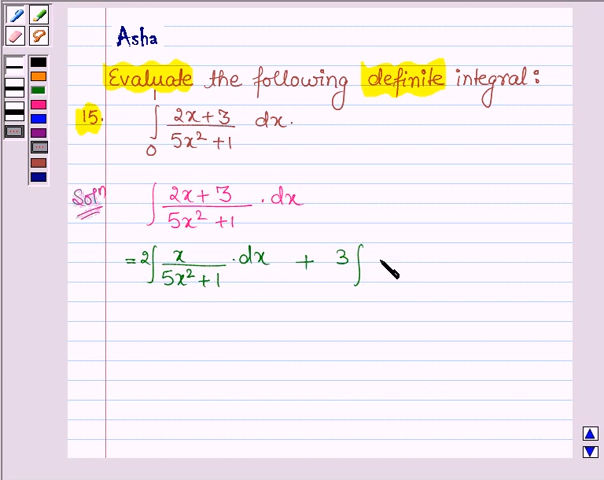 Asha
Evaluate the following definite integral:
15. ∫₀¹ (2x+3)/(5x²+1) dx.
Solⁿ ∫ (2x+3)/(5x²+1) . dx
= 2∫ x/(5x²+1) . dx + 3∫